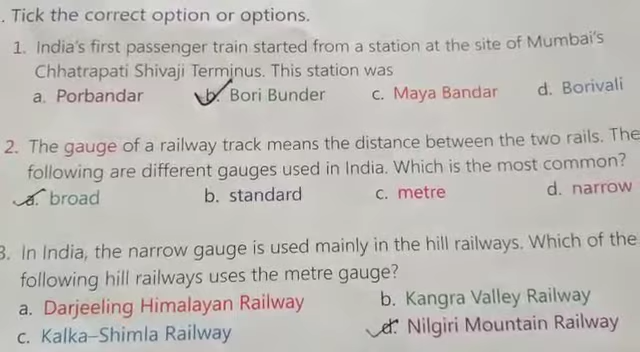 . Tick the correct option or options.
1. India's first passenger train started from a station at the site of Mumbai's
Chhatrapati Shivaji Terminus. This station was
a. Porbandar b. Bori Bunder c. Maya Bandar d. Borivali
2. The gauge of a railway track means the distance between the two rails. The
following are different gauges used in India. Which is the most common?
a. broad b. standard c. metre d. narrow
3. In India, the narrow gauge is used mainly in the hill railways. Which of the
following hill railways uses the metre gauge?
a. Darjeeling Himalayan Railway b. Kangra Valley Railway
c. Kalka–Shimla Railway d. Nilgiri Mountain Railway